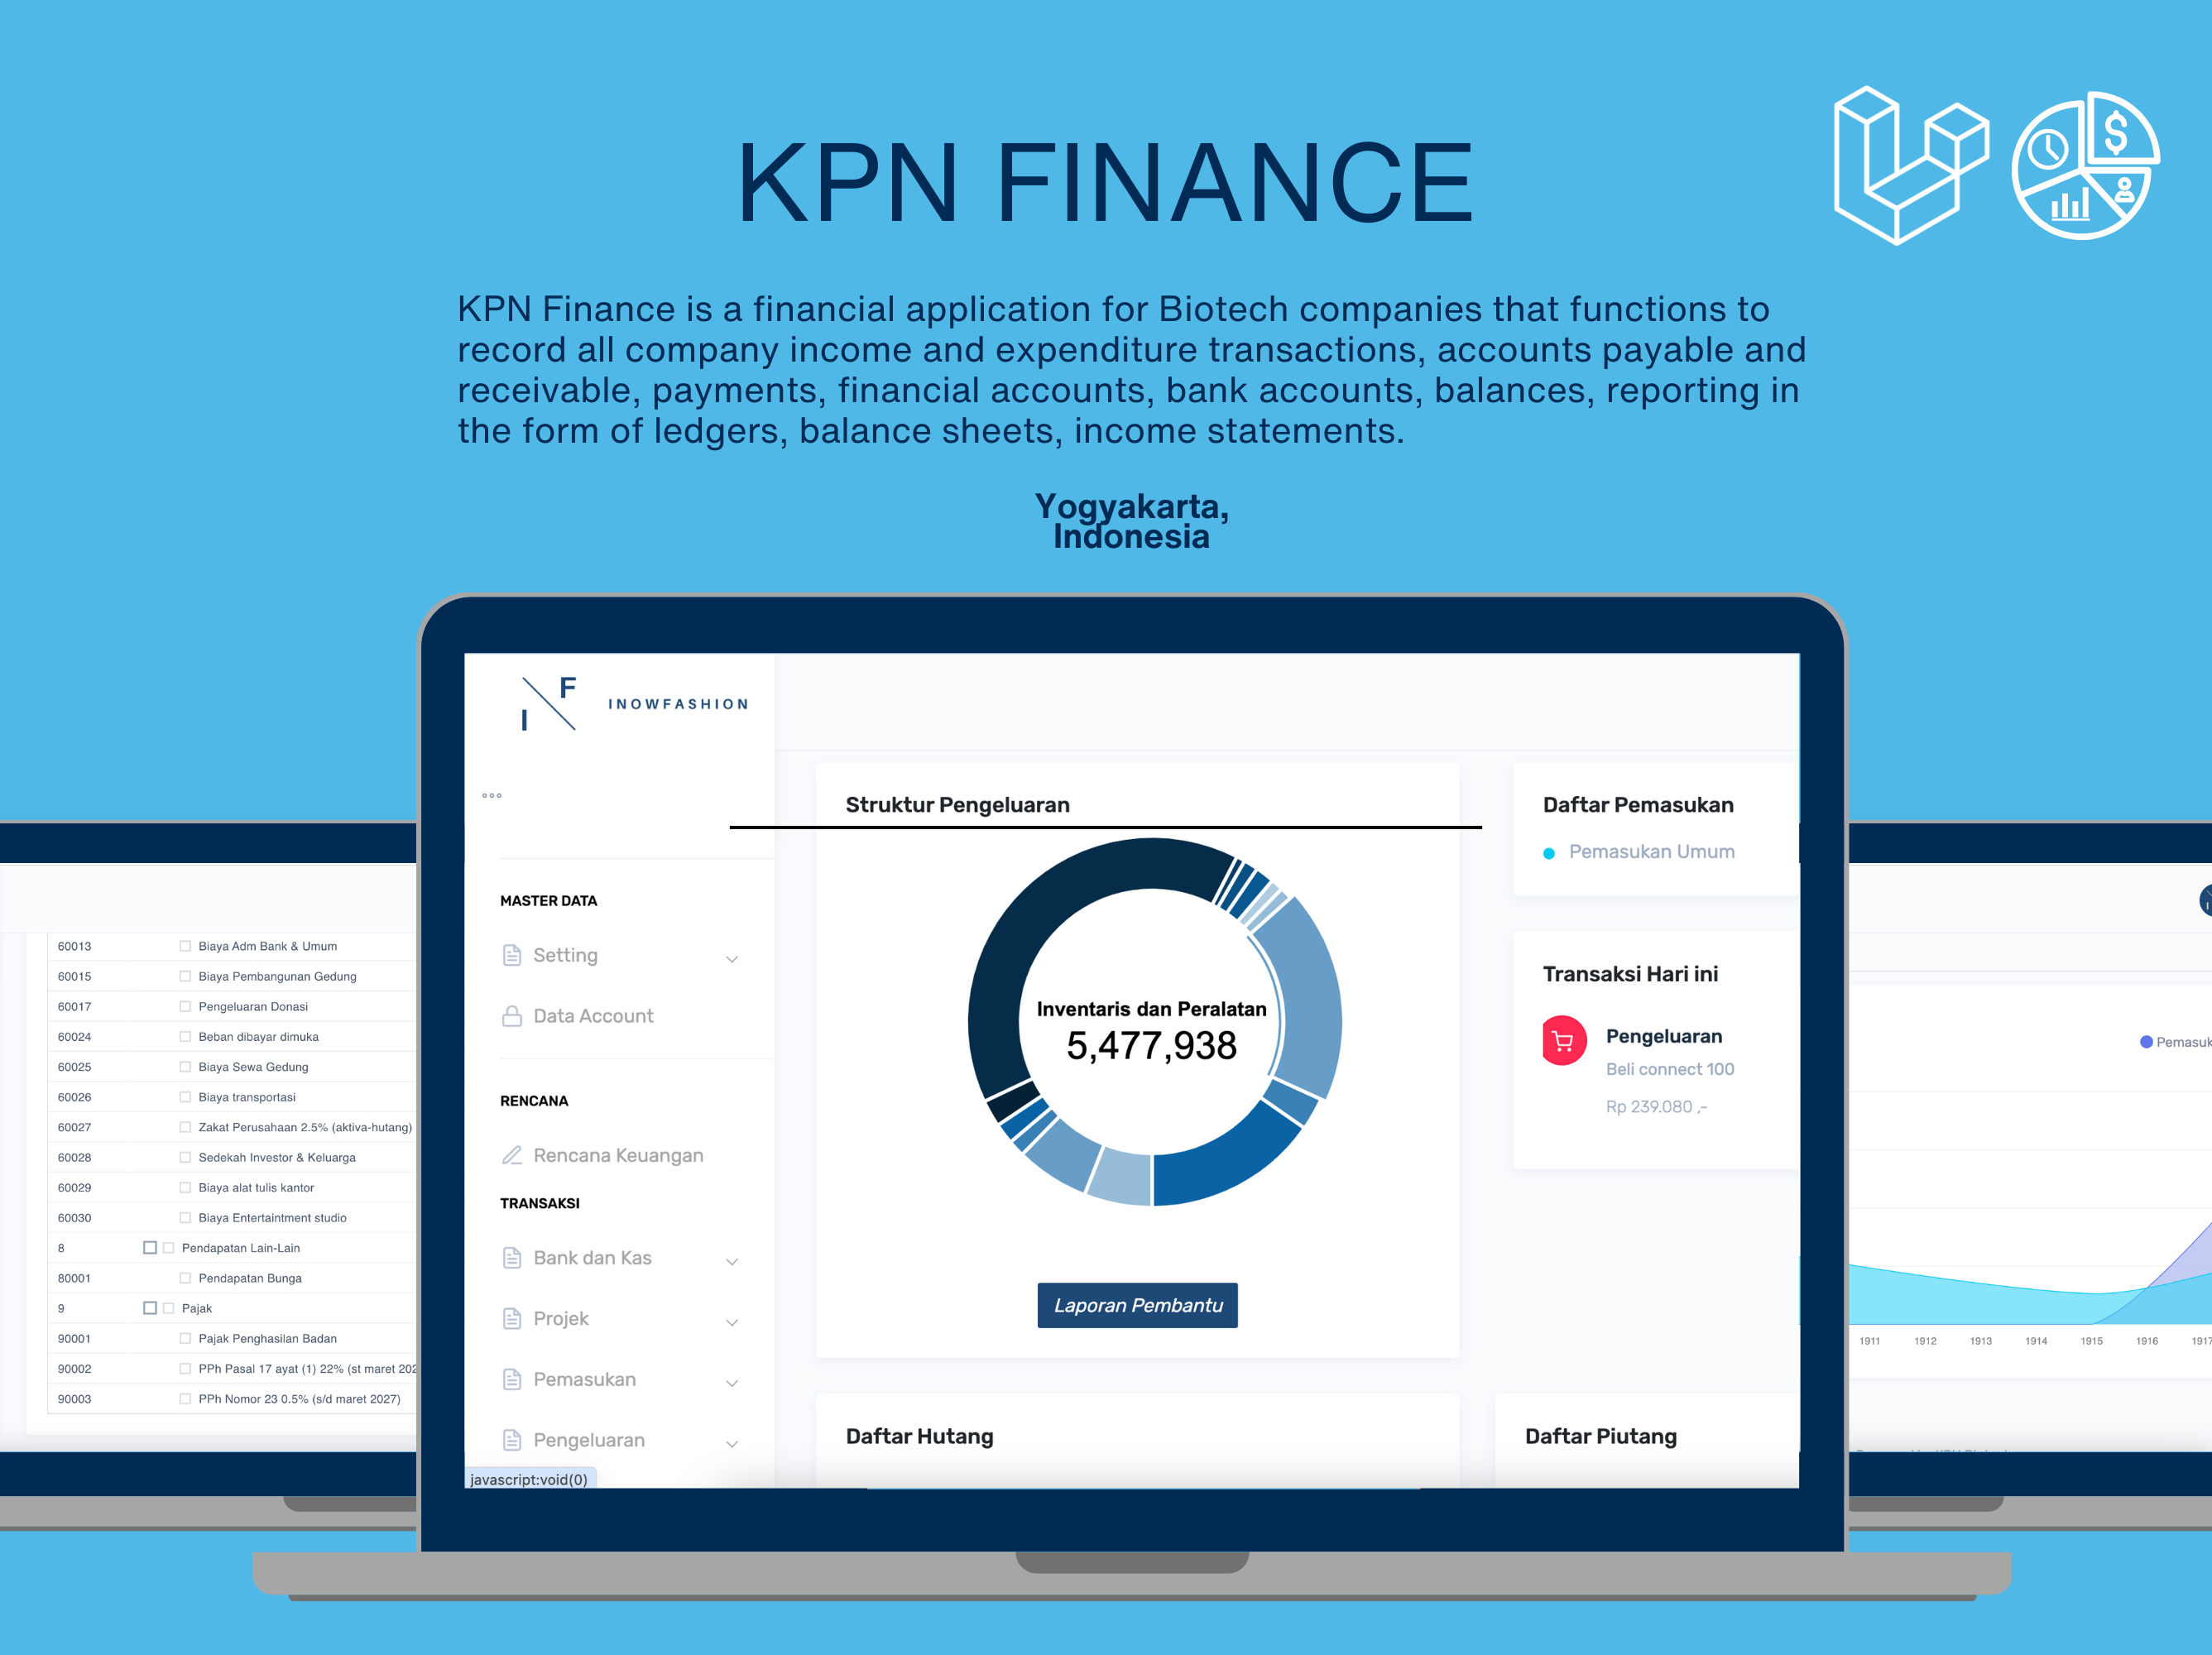 KPN FINANCE
KPN Finance is a financial application for Biotech companies that functions to
record all company income and expenditure transactions, accounts payable and
receivable, payments, financial accounts, bank accounts, balances, reporting in
the form of ledgers, balance sheets, income statements.
Yogyakarta,
Indonesia
60013 Biaya Adm Bank & Umum
60015 Biaya Pembangunan Gedung
60017 Pengeluaran Donasi
60024 Beban dibayar dimuka
60025 Biaya Sewa Gedung
60026 Biaya transportasi
60027 Zakat Perusahaan 2.5% (aktiva-hutang)
60028 Sedekah Investor & Keluarga
60029 Biaya alat tulis kantor
60030 Biaya Entertaintment studio
8 Pendapatan Lain-Lain
80001 Pendapatan Bunga
9 Pajak
90001 Pajak Penghasilan Badan
90002 PPh Pasal 17 ayat (1) 22% (st maret 202
90003 PPh Nomor 23 0.5% (s/d maret 2027)
I F
INOWFASHION
MASTER DATA
Setting
Data Account
RENCANA
Rencana Keuangan
TRANSAKSI
Bank dan Kas
Projek
Pemasukan
Pengeluaran
javascript:void(0)
Struktur Pengeluaran
Inventaris dan Peralatan
5,477,938
Laporan Pembantu
Daftar Hutang
Daftar Pemasukan
Pemasukan Umum
Transaksi Hari ini
Pengeluaran
Beli connect 100
Rp 239.080 ,-
Daftar Piutang
Pemasuk
1911 1912 1913 1914 1915 1916 1917